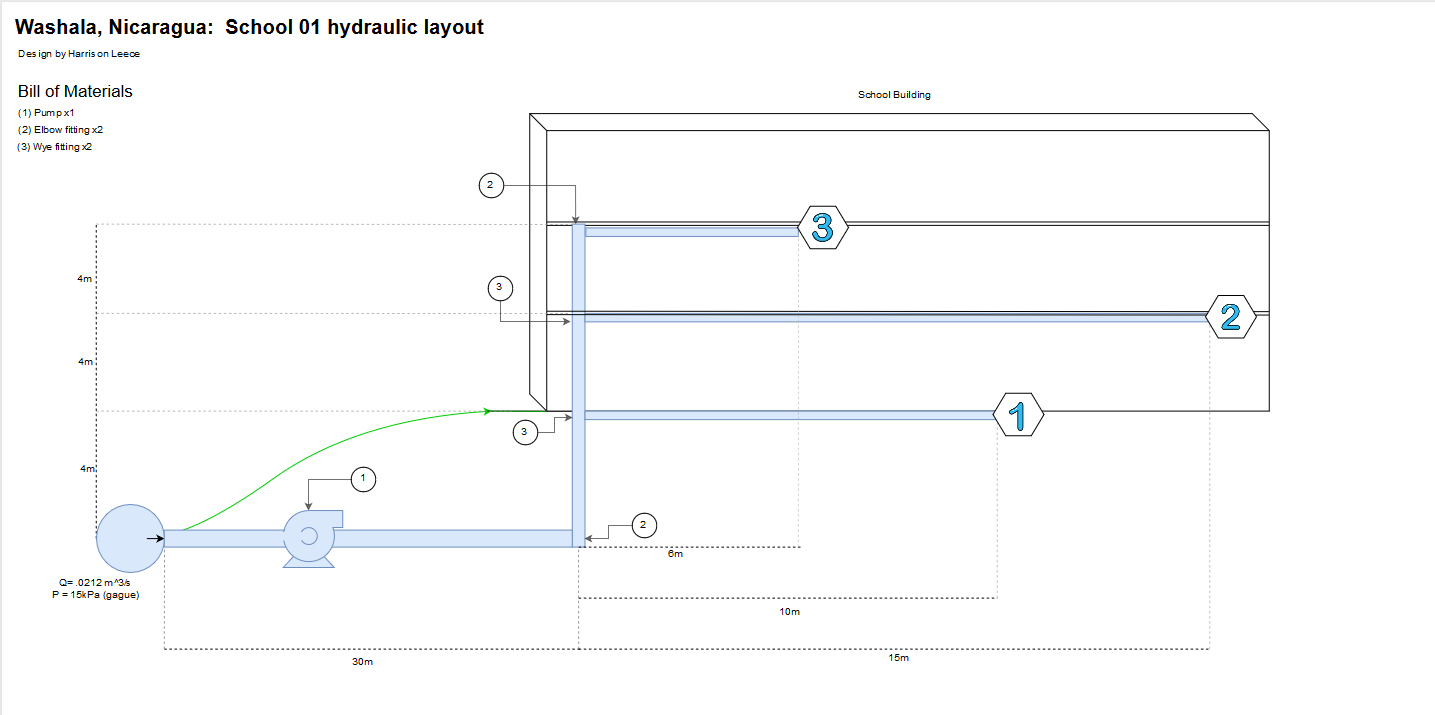 Washala, Nicaragua: School 01 hydraulic layout
Design by Harrison Leece
Bill of Materials
(1) Pump x1
(2) Elbow fitting x2
(3) Wye fitting x2
School Building
2
3
4m
3
2
4m
1
3
4m
1
2
6m
Q= .0212 m^3/s
P = 15kPa (gague)
10m
30m
15m